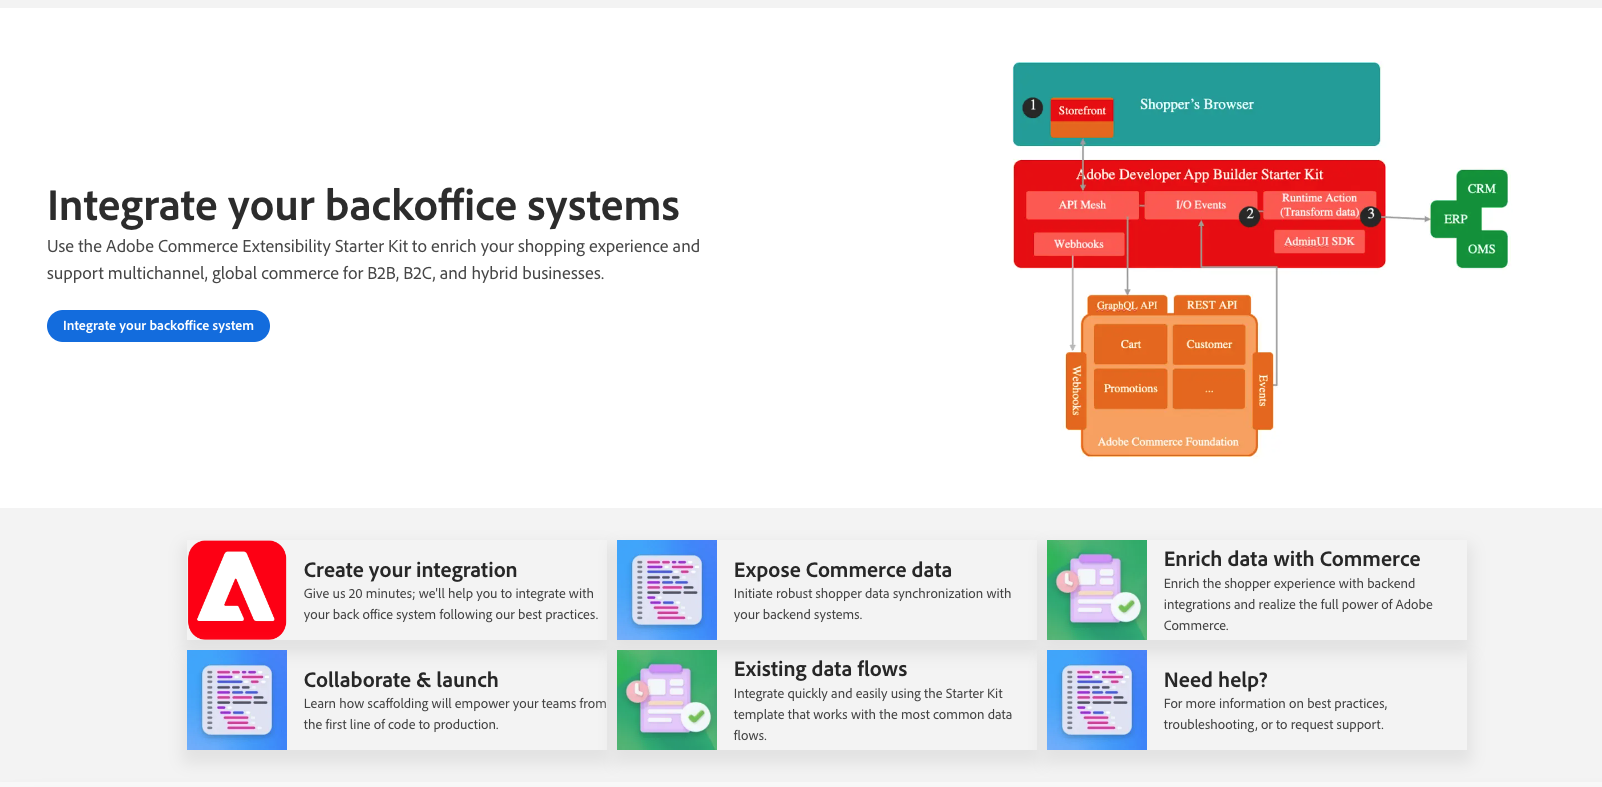 Integrate your backoffice systems
Use the Adobe Commerce Extensibility Starter Kit to enrich your shopping experience and
support multichannel, global commerce for B2B, B2C, and hybrid businesses.
Integrate your backoffice system
1
Storefront
Shopper's Browser
Adobe Developer App Builder Starter Kit
API Mesh
I/O Events
Runtime Action
(Transform data)
2
3
Webhooks
AdminUI SDK
CRM
ERP
OMS
GraphQL API
REST API
Cart
Customer
Promotions
...
Webhooks
Events
Adobe Commerce Foundation
Create your integration
Give us 20 minutes; we'll help you to integrate with
your back office system following our best practices.
Expose Commerce data
Initiate robust shopper data synchronization with
your backend systems.
Enrich data with Commerce
Enrich the shopper experience with backend
integrations and realize the full power of Adobe
Commerce.
Collaborate & launch
Learn how scaffolding will empower your teams from
the first line of code to production.
Existing data flows
Integrate quickly and easily using the Starter Kit
template that works with the most common data
flows.
Need help?
For more information on best practices,
troubleshooting, or to request support.